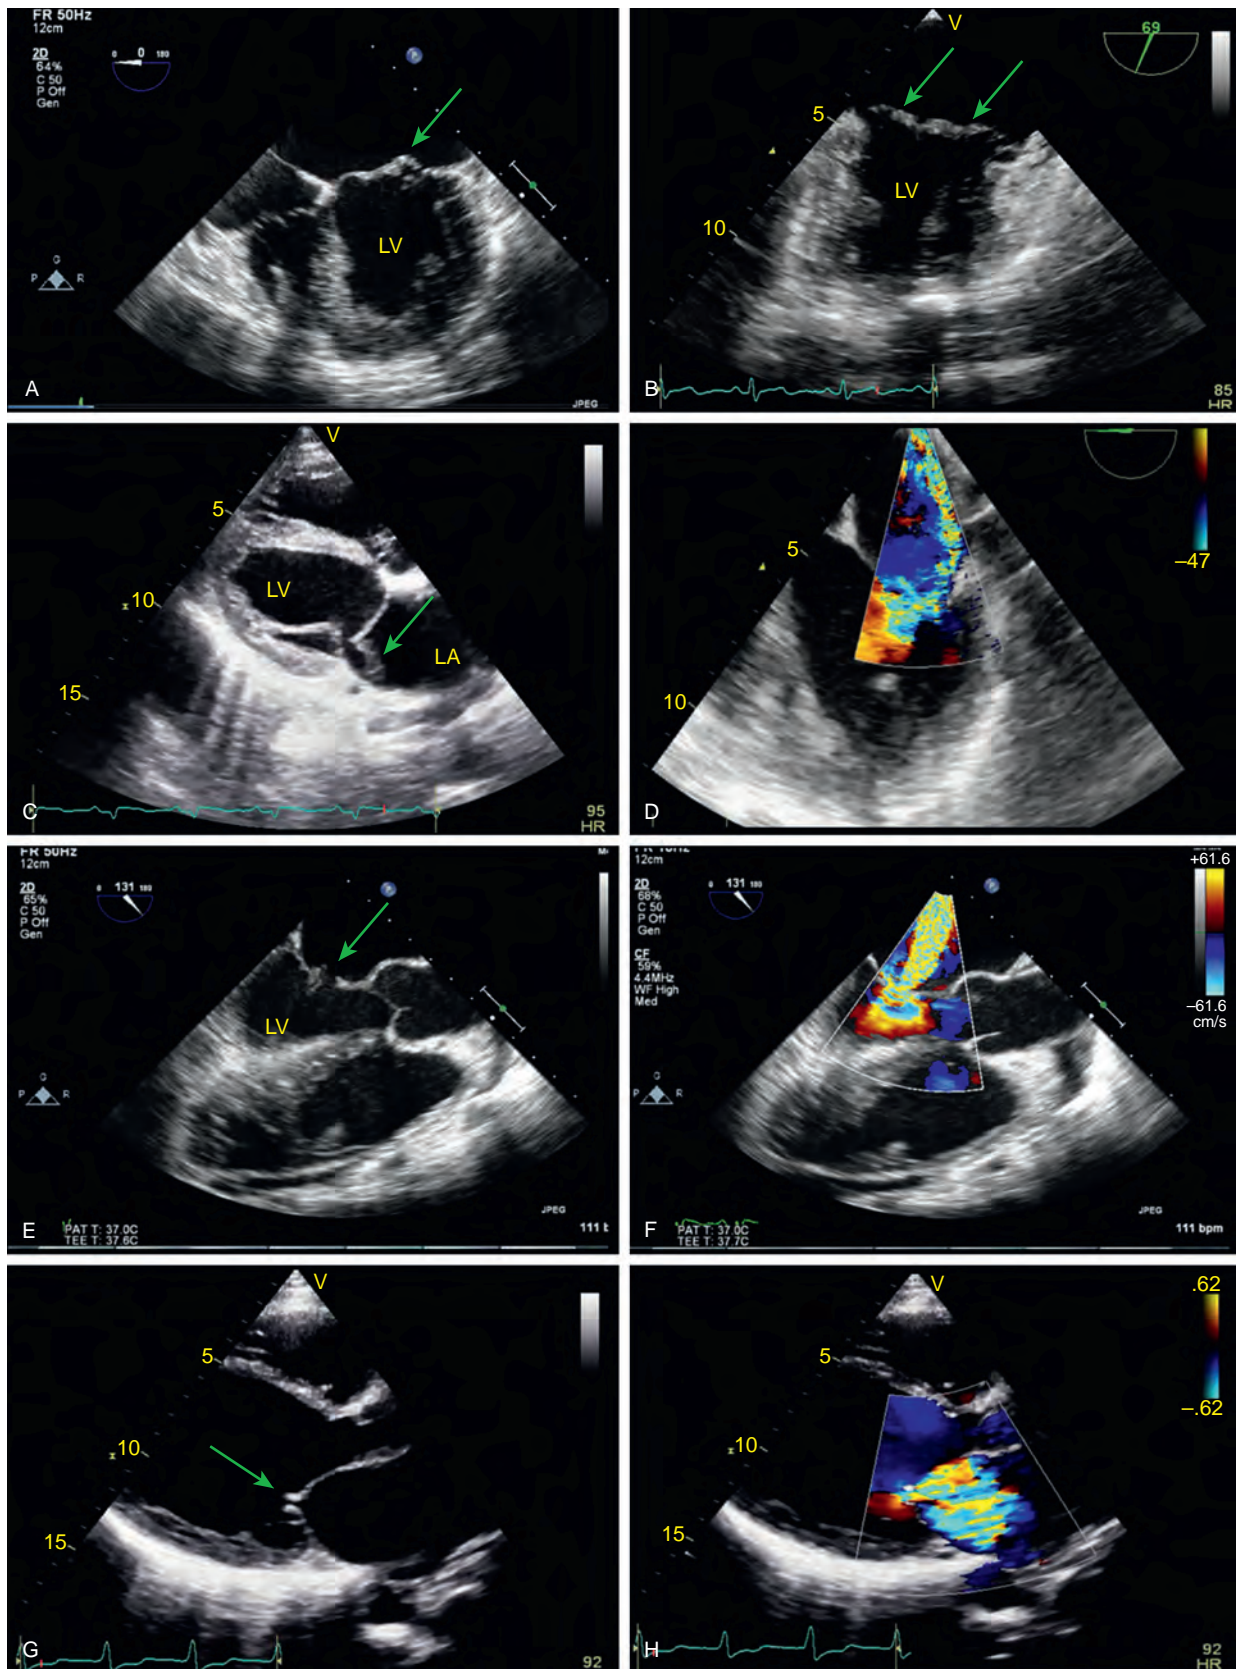 FR 50Hz
12cm
2D
64%
C 50
P Off
Gen
0 0 180
LV
G
P R
A
JPEG
V
69
5
LV
10
B
85
HR
V
5
LV
10
LA
15
C
95
HR
5
–47
10
D
FR 50Hz
12cm
2D
65%
C 50
P Off
Gen
0 131 180
LV
G
P R
E
PAT T: 37.0C
TEE T: 37.6C
JPEG
12cm
2D
68%
C 50
P Off
Gen
CF
59%
4.4MHz
WF High
Med
0 131 180
+61.6
–61.6
cm/s
G
P R
F
PAT T: 37.0C
TEE T: 37.7C
JPEG
111 bpm
V
5
10
15
G
92
V
.62
5
–.62
10
15
H
92
HR